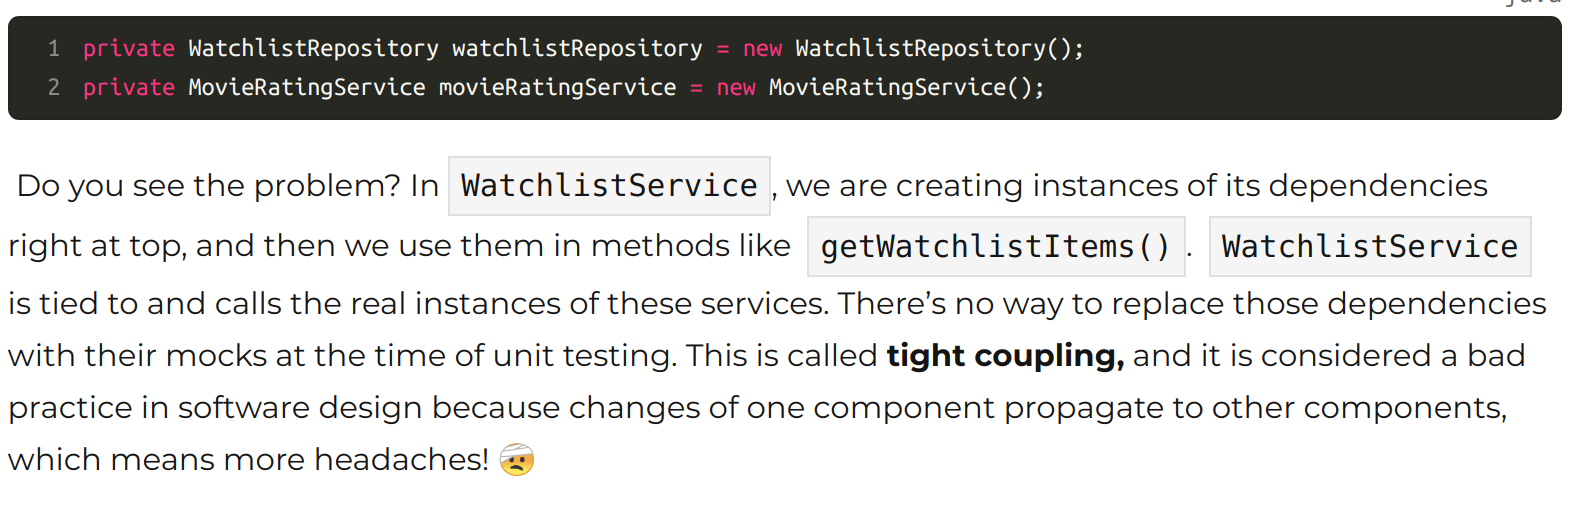 java
1 private WatchlistRepository watchlistRepository = new WatchlistRepository();
2 private MovieRatingService movieRatingService = new MovieRatingService();
Do you see the problem? In WatchlistService, we are creating instances of its dependencies
right at top, and then we use them in methods like getWatchlistItems(). WatchlistService
is tied to and calls the real instances of these services. There’s no way to replace those dependencies
with their mocks at the time of unit testing. This is called tight coupling, and it is considered a bad
practice in software design because changes of one component propagate to other components,
which means more headaches! 🤕